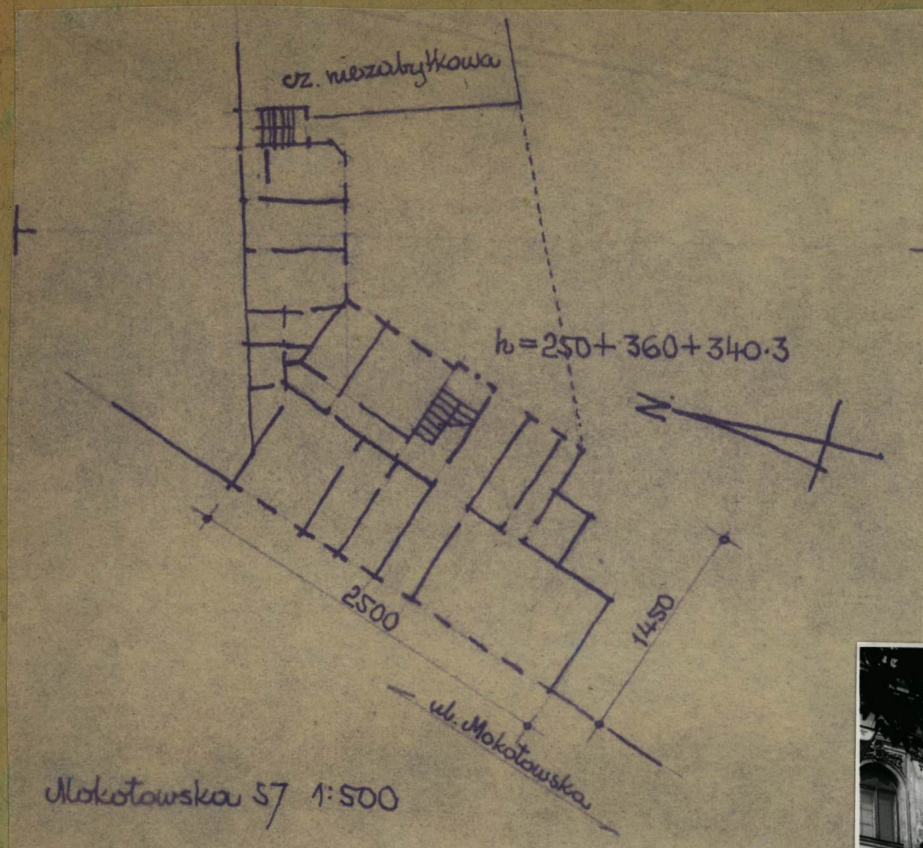 cz. niezabytkowa
h=250+360+340·3
N
2500
1450
ul. Mokotowska
Mokotowska 57 1:500